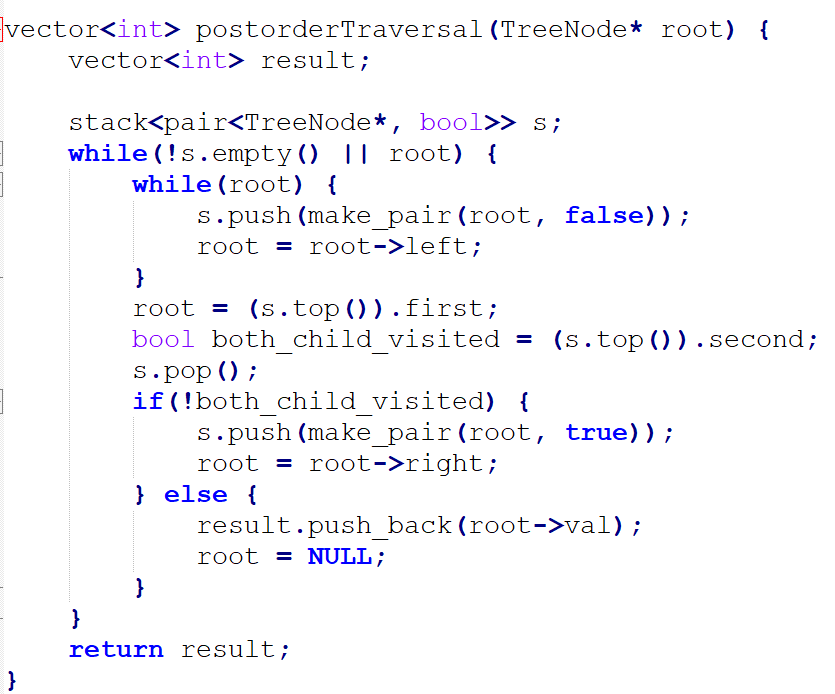 vector<int> postorderTraversal(TreeNode* root) {
    vector<int> result;

    stack<pair<TreeNode*, bool>> s;
    while(!s.empty() || root) {
        while(root) {
            s.push(make_pair(root, false));
            root = root->left;
        }
        root = (s.top()).first;
        bool both_child_visited = (s.top()).second;
        s.pop();
        if(!both_child_visited) {
            s.push(make_pair(root, true));
            root = root->right;
        } else {
            result.push_back(root->val);
            root = NULL;
        }
    }
    return result;
}